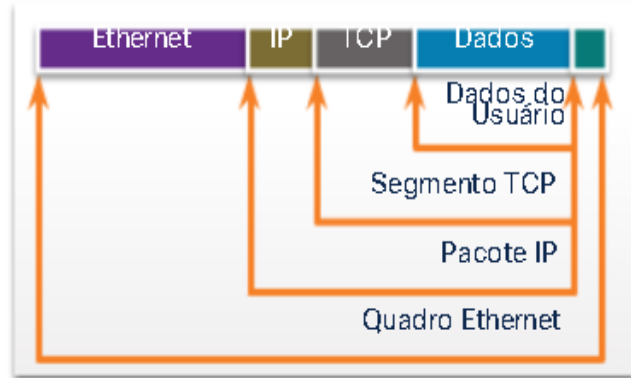 Ethernet IP TCP Dados
Dados do
Usuário
Segmento TCP
Pacote IP
Quadro Ethernet